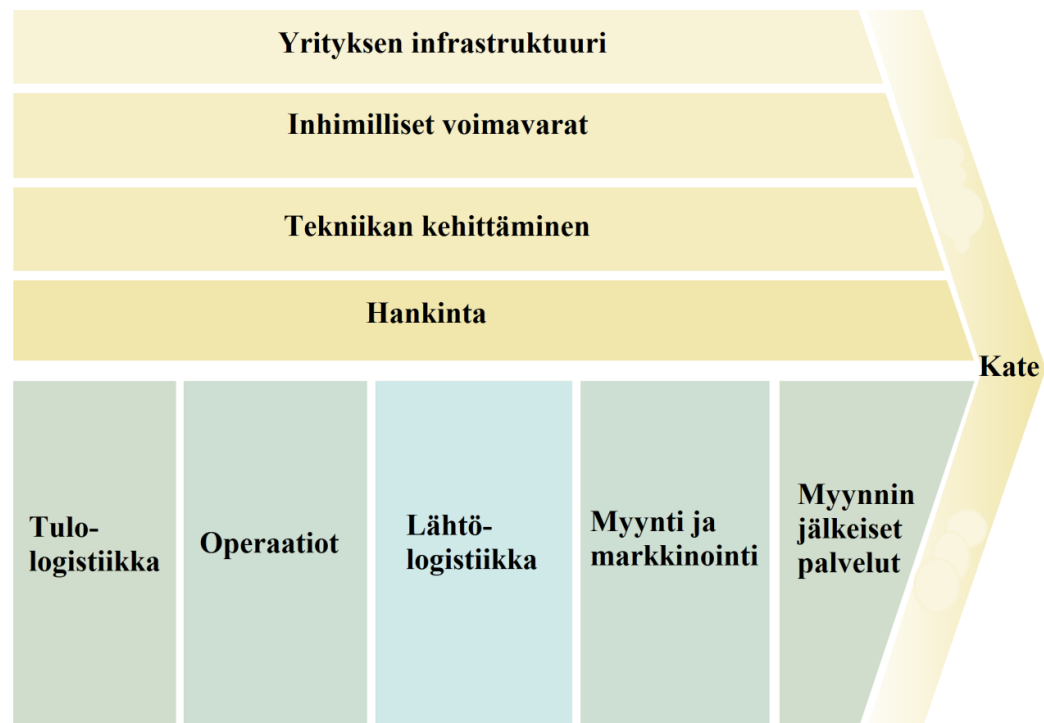 Yrityksen infrastruktuuri
Inhimilliset voimavarat
Tekniikan kehittäminen
Hankinta
Kate
Tulo-
logistiikka
Operaatiot
Lähtö-
logistiikka
Myynti ja
markkinointi
Myynnin
jälkeiset
palvelut